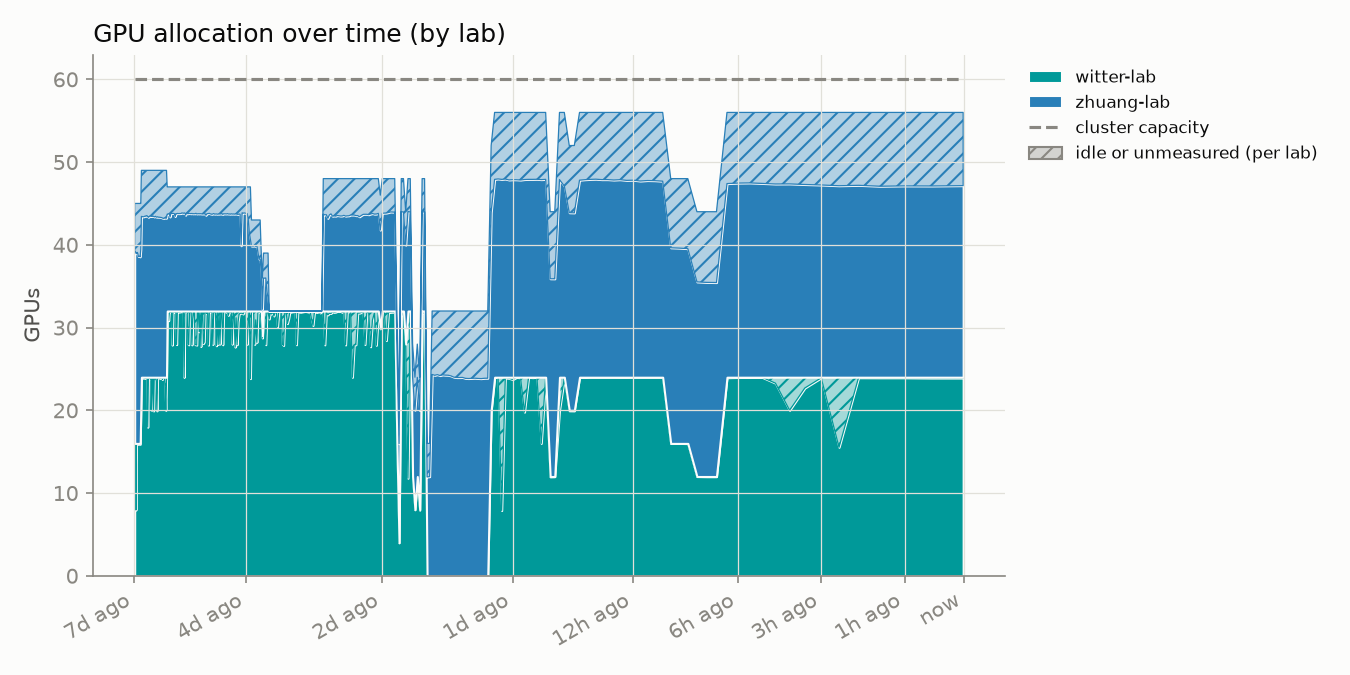 GPU allocation over time (by lab)
GPUs
60
50
40
30
20
10
0
7d ago
4d ago
2d ago
1d ago
12h ago
6h ago
3h ago
1h ago
now
witter-lab
zhuang-lab
cluster capacity
idle or unmeasured (per lab)